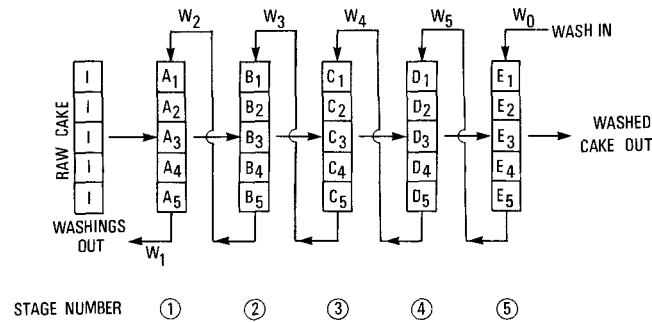 W2 W3 W4 W5 W0
WASH IN
RAW CAKE
I A1 B1 C1 D1 E1
I A2 B2 C2 D2 E2
I A3 B3 C3 D3 E3
I A4 B4 C4 D4 E4
I A5 B5 C5 D5 E5
WASHED
CAKE OUT
WASHINGS
OUT
W1
STAGE NUMBER 1 2 3 4 5